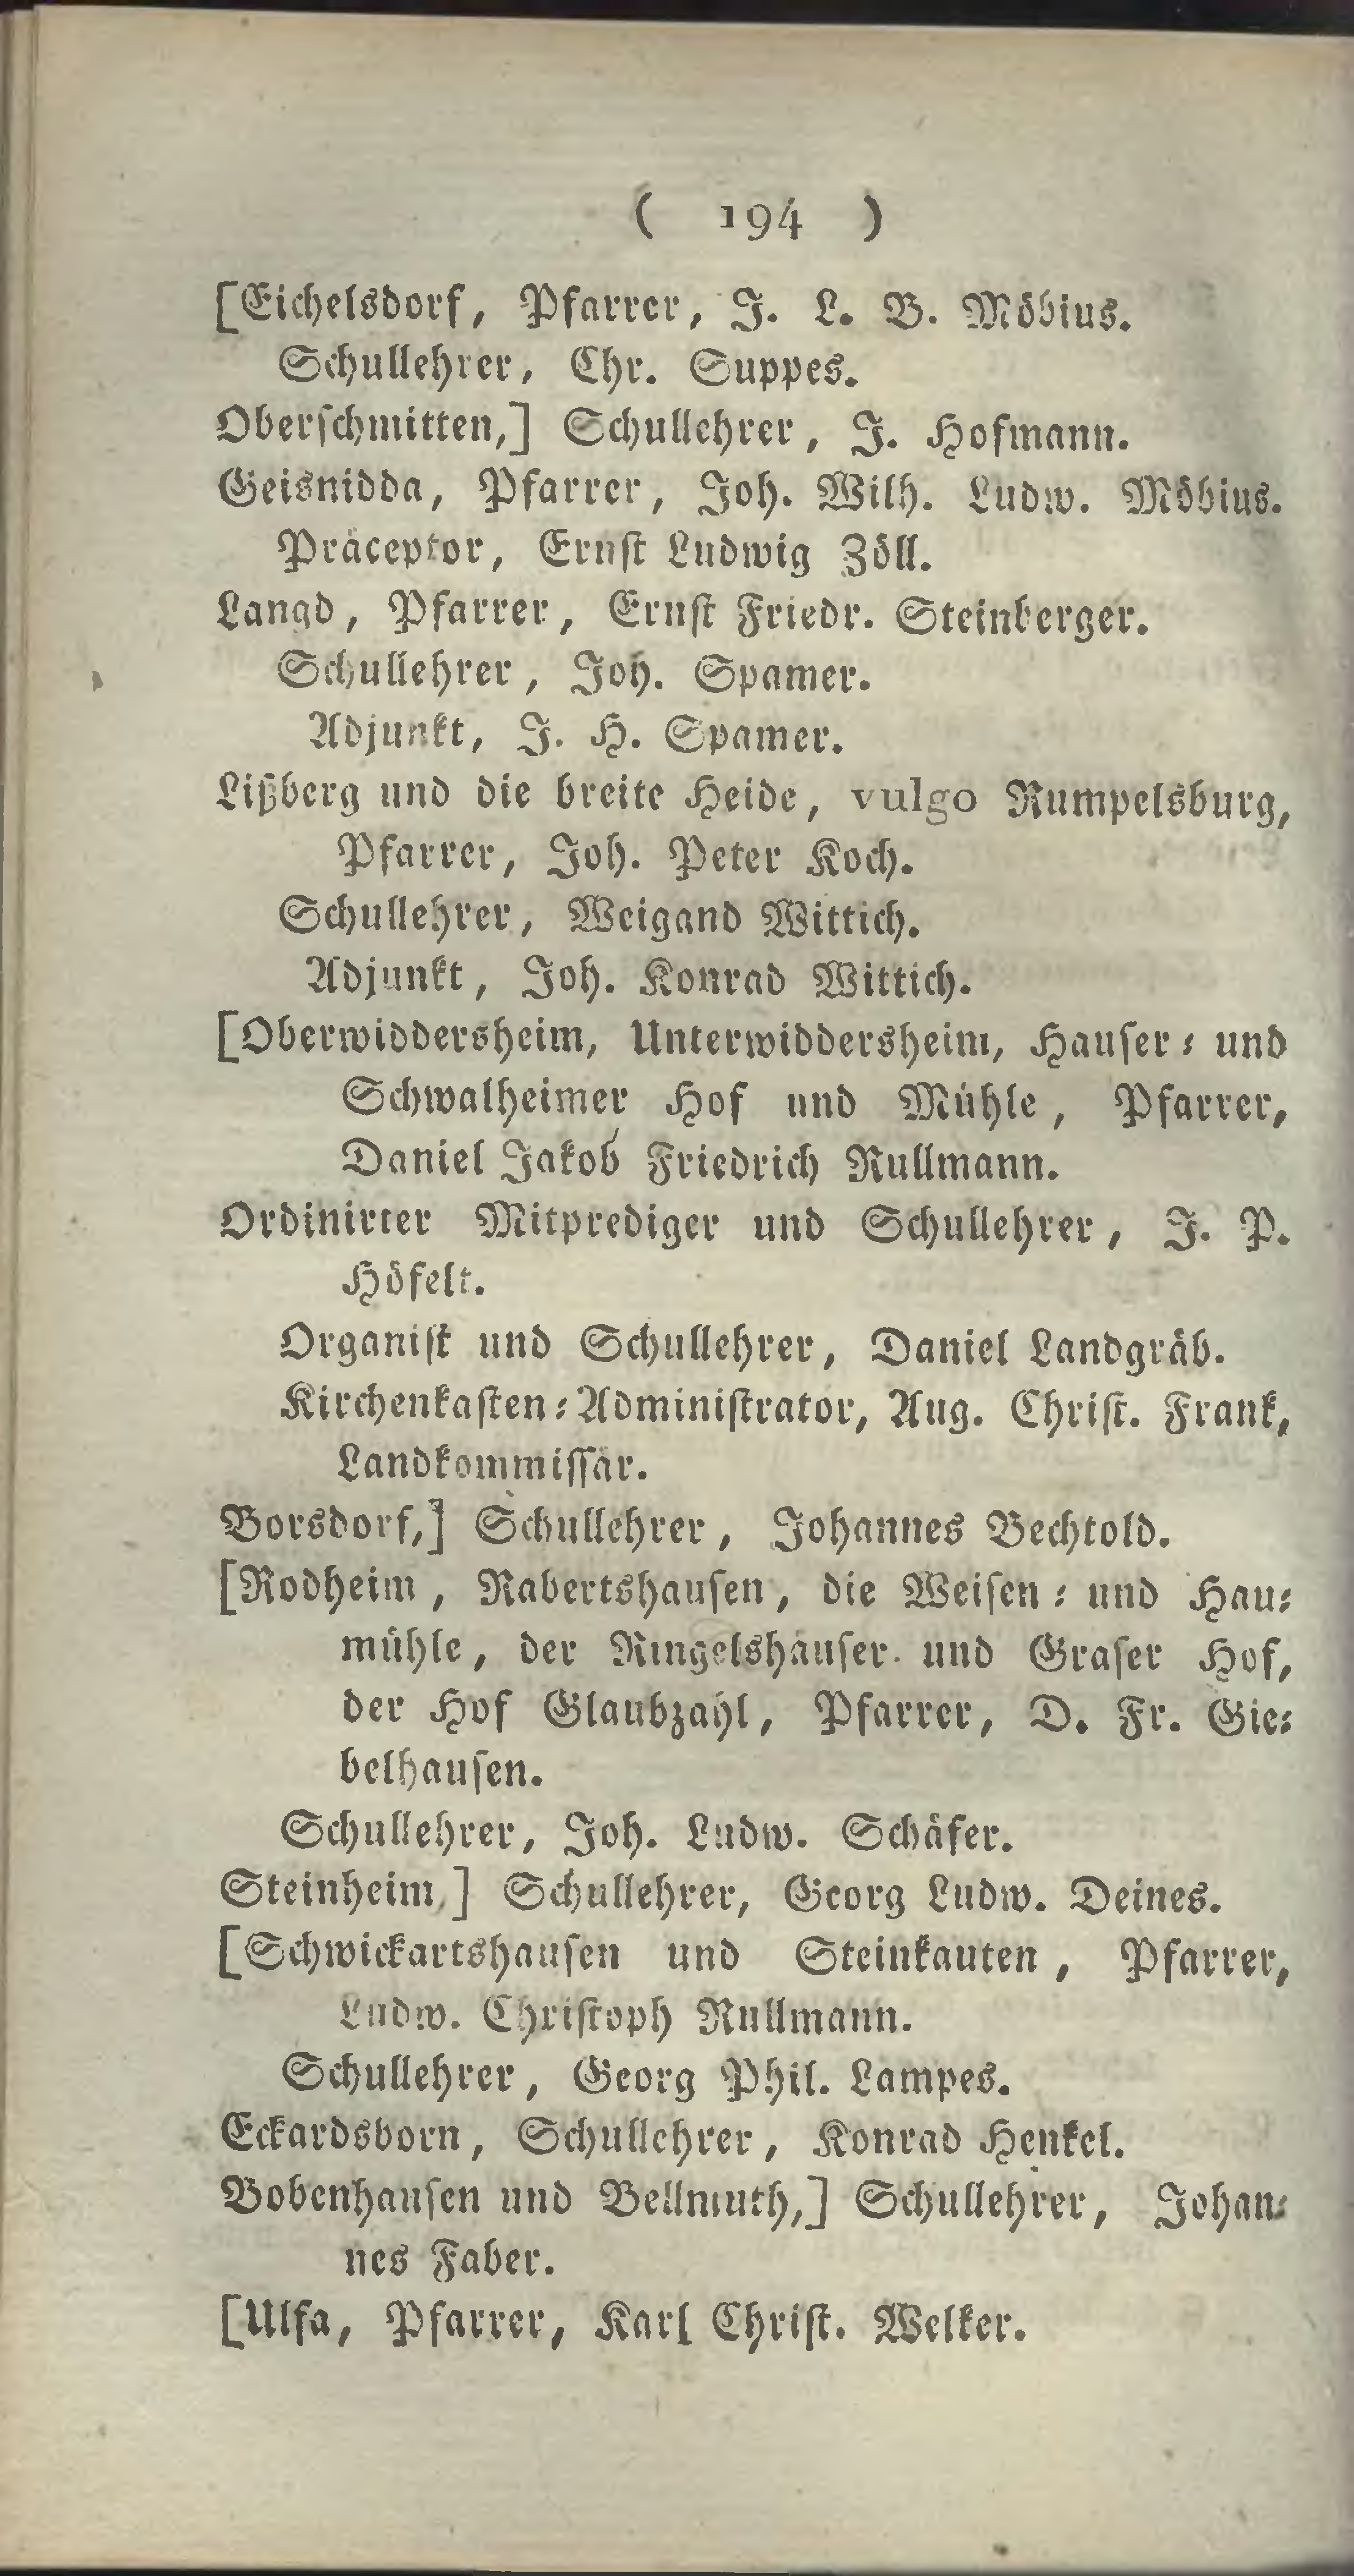 ( 194 )
[Eichelsdorf, Pfarrer, J. L. B. Möbius.
Schullehrer, Chr. Suppes.
Oberschmitten,] Schullehrer, J. Hofmann.
Geisnidda, Pfarrer, Joh. Wilh. Ludw. Möbius.
Präceptor, Ernst Ludwig Zöll.
Langd, Pfarrer, Ernst Friedr. Steinberger.
Schullehrer, Joh. Spamer.
Adjunkt, J. H. Spamer.
Lißberg und die breite Heide, vulgo Rumpelsburg,
Pfarrer, Joh. Peter Koch.
Schullehrer, Weigand Wittich.
Adjunkt, Joh. Konrad Wittich.
[Oberwiddersheim, Unterwiddersheim, Hauser- und
Schwalheimer Hof und Mühle, Pfarrer,
Daniel Jakob Friedrich Rullmann.
Ordinirter Mitprediger und Schullehrer, J. P.
Höfelt.
Organist und Schullehrer, Daniel Landgräb.
Kirchenkasten-Administrator, Aug. Christ. Frank,
Landkommissär.
Borsdorf,] Schullehrer, Johannes Bechtold.
[Rodheim, Rabertshausen, die Weisen- und Hau-
mühle, der Ringelshäuser und Graser Hof,
der Hof Glaubzahl, Pfarrer, D. Fr. Gie-
belhausen.
Schullehrer, Joh. Ludw. Schäfer.
Steinheim,] Schullehrer, Georg Ludw. Deines.
[Schwickartshausen und Steinkauten, Pfarrer,
Ludw. Christoph Rullmann.
Schullehrer, Georg Phil. Lampes.
Eckardsborn, Schullehrer, Konrad Henkel.
Bobenhausen und Bellmuth,] Schullehrer, Johan-
nes Faber.
[Ulfa, Pfarrer, Karl Christ. Welker.